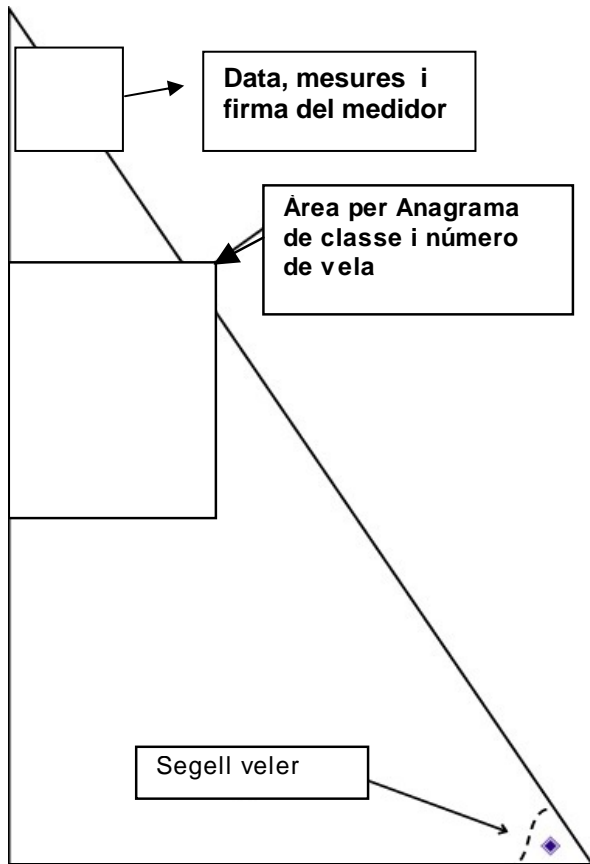 Data, mesures i
firma del medidor
Àrea per Anagrama
de classe i número
de vela
Segell veler